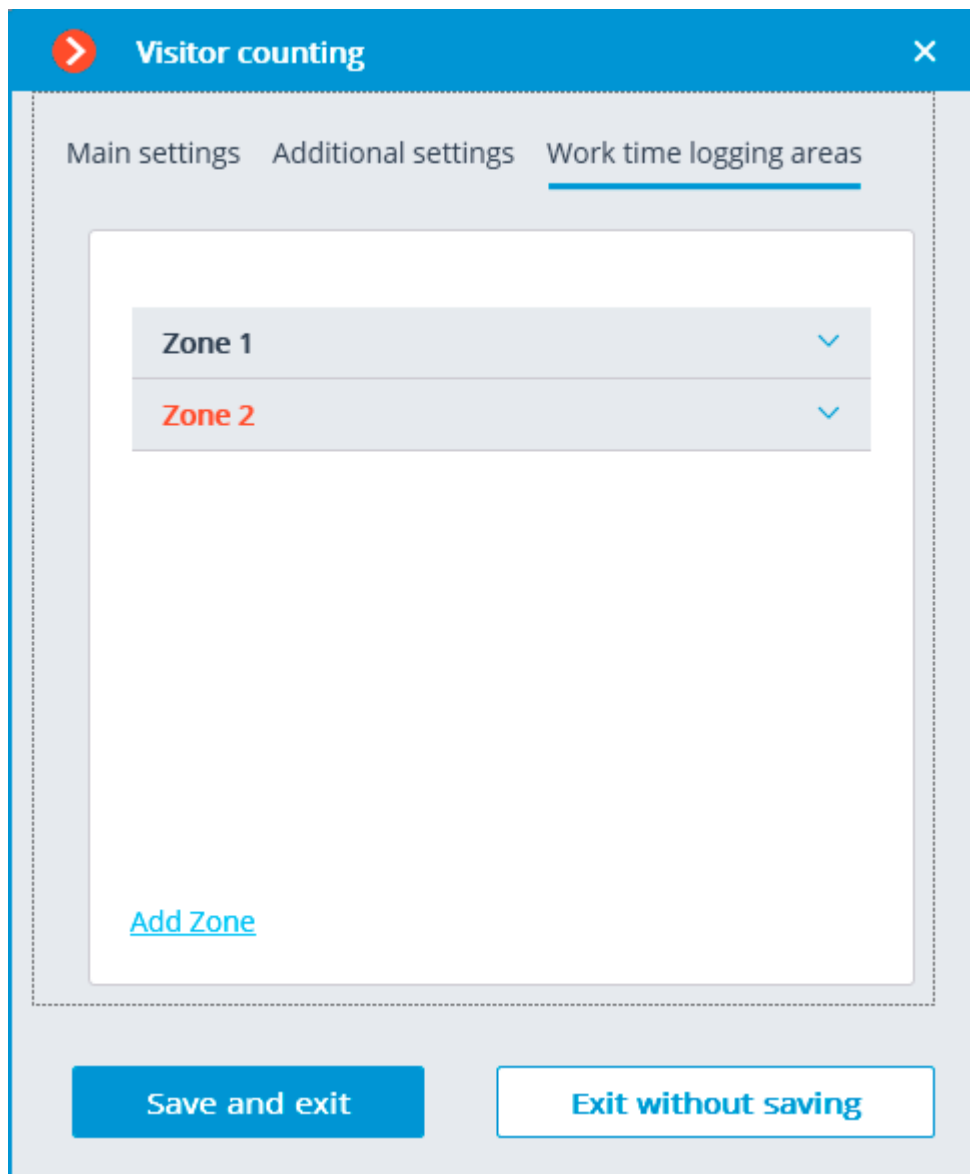 Visitor counting
Main settings Additional settings Work time logging areas
Zone 1
Zone 2
Add Zone
Save and exit Exit without saving